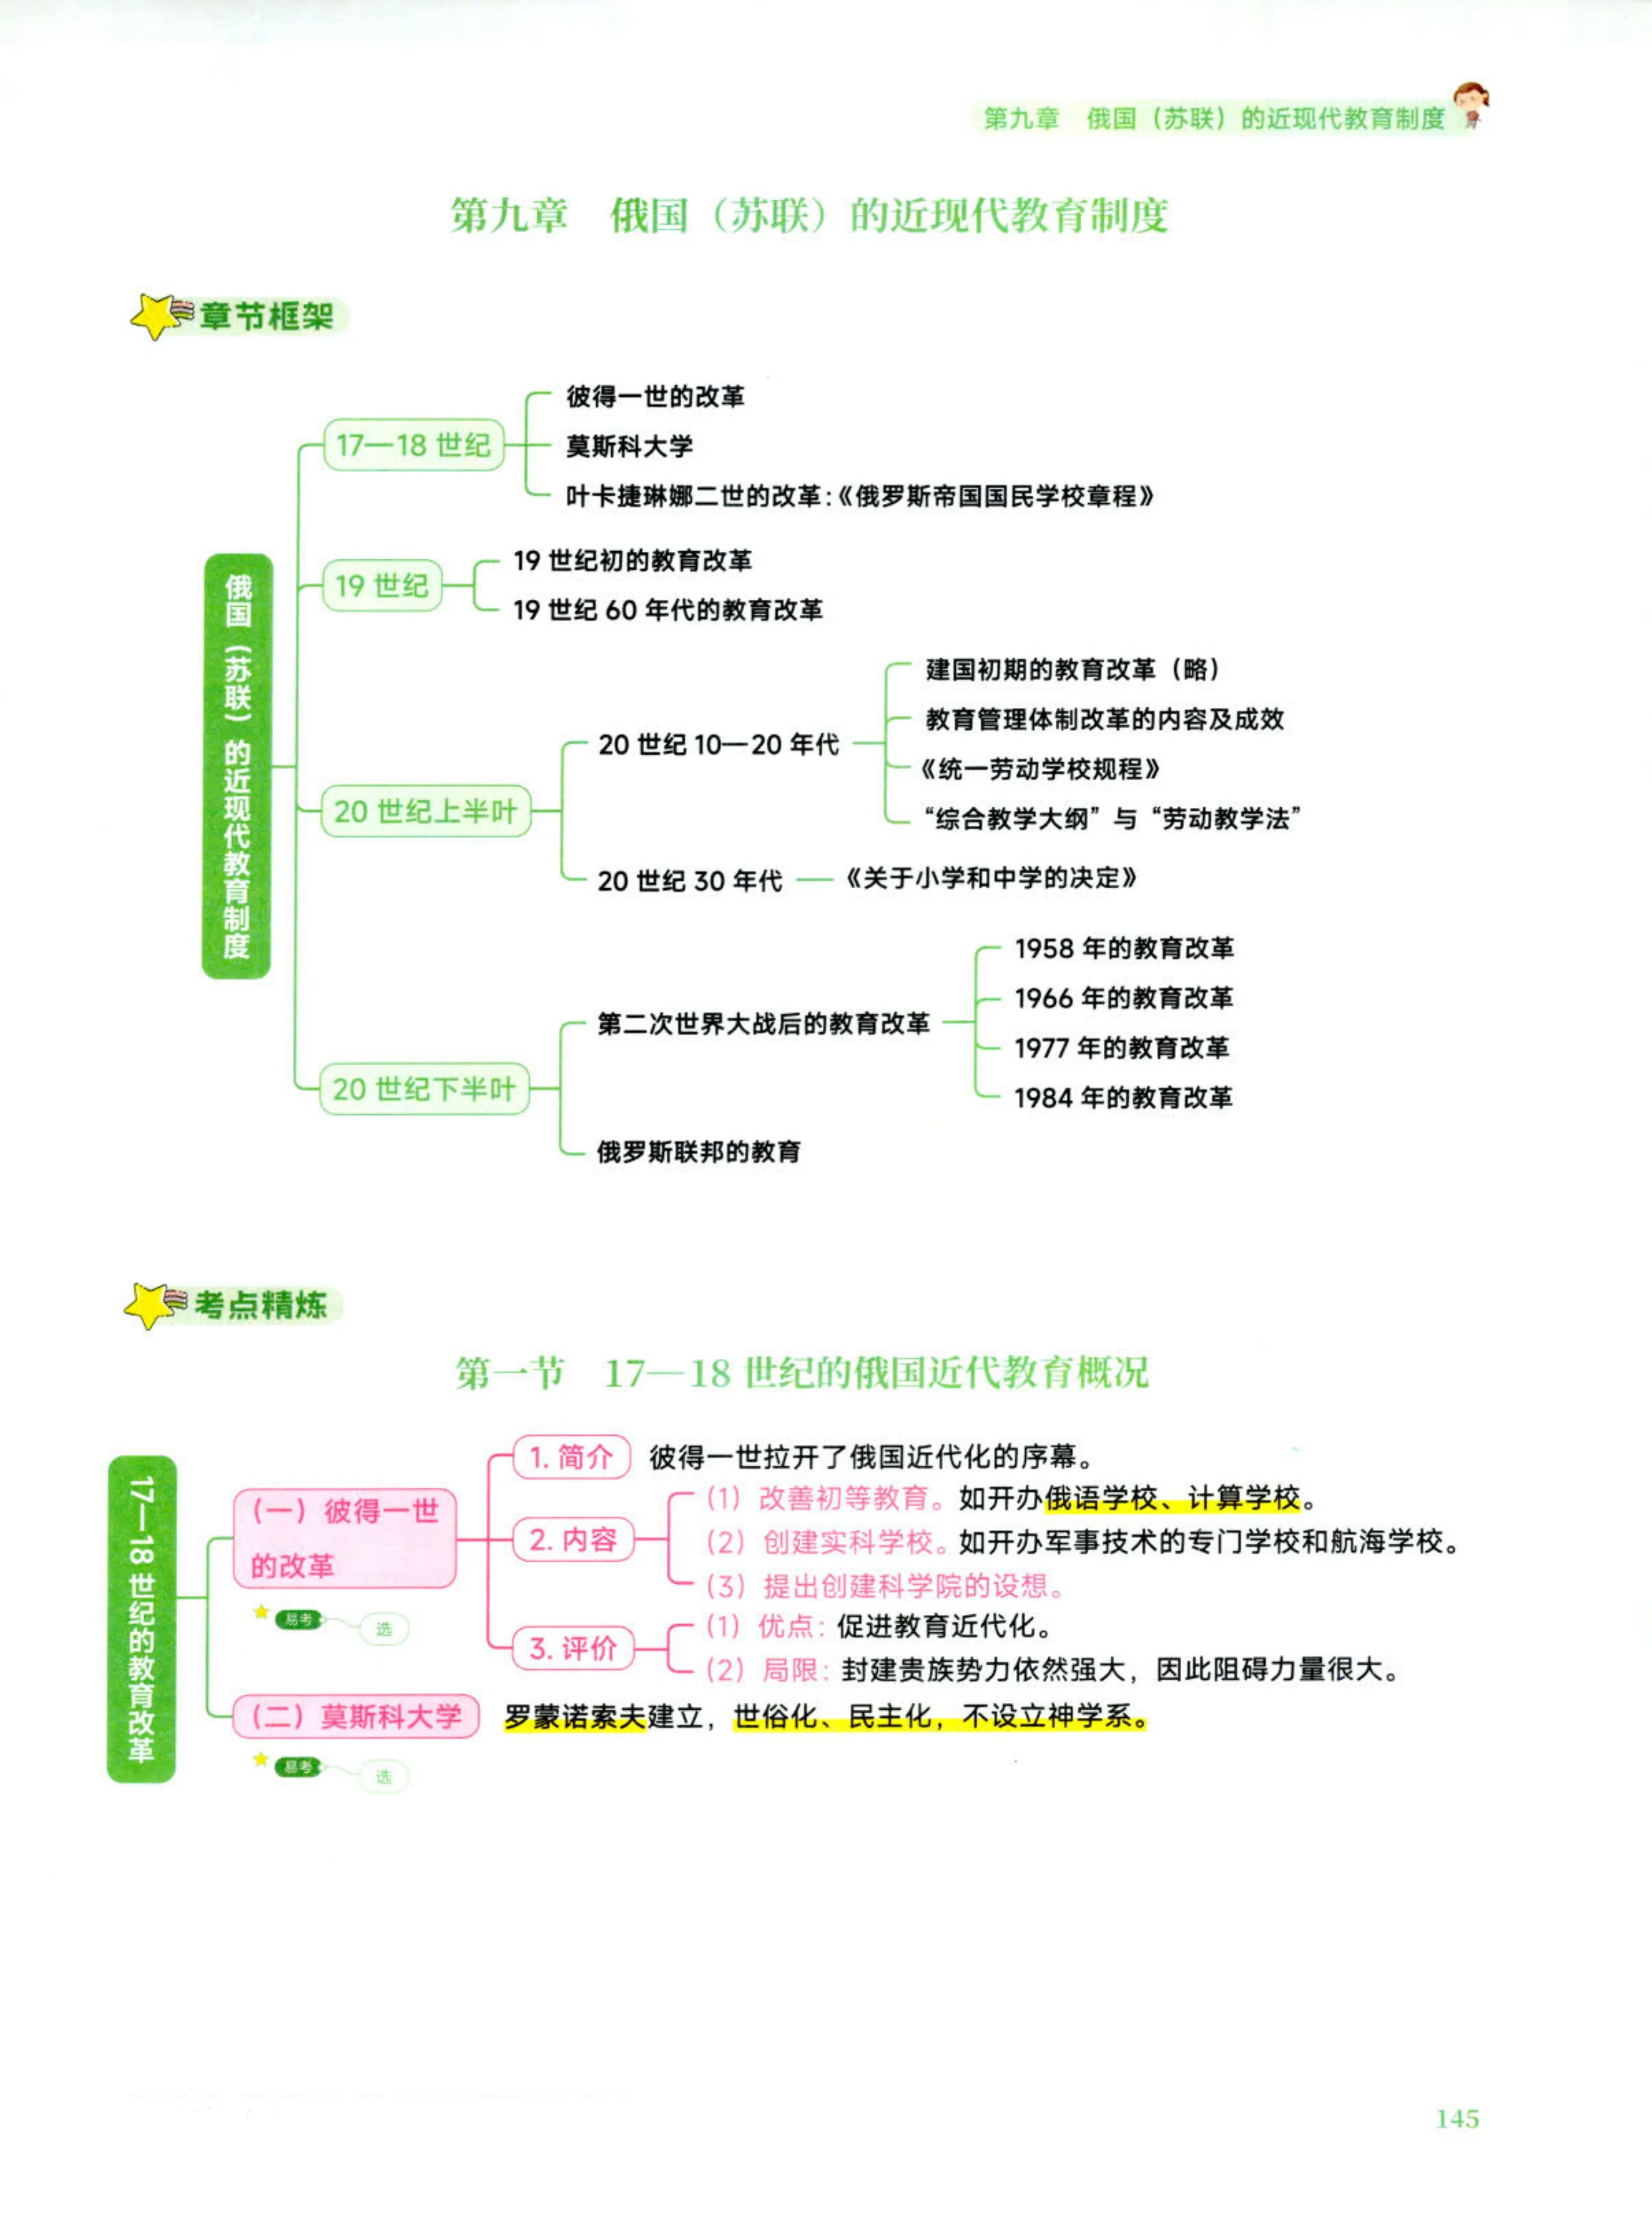 第九章 俄国（苏联）的近现代教育制度
第九章 俄国（苏联）的近现代教育制度
章节框架
俄国（苏联）的近现代教育制度
17—18 世纪
彼得一世的改革
莫斯科大学
叶卡捷琳娜二世的改革：《俄罗斯帝国国民学校章程》
19 世纪
19 世纪初的教育改革
19 世纪 60 年代的教育改革
20 世纪上半叶
20 世纪 10—20 年代
建国初期的教育改革（略）
教育管理体制改革的内容及成效
《统一劳动学校规程》
“综合教学大纲”与“劳动教学法”
20 世纪 30 年代
《关于小学和中学的决定》
20 世纪下半叶
第二次世界大战后的教育改革
1958 年的教育改革
1966 年的教育改革
1977 年的教育改革
1984 年的教育改革
俄罗斯联邦的教育
考点精炼
第一节 17—18 世纪的俄国近代教育概况
17—18世纪的教育改革
（一）彼得一世
的改革
易考 选
1. 简介 彼得一世拉开了俄国近代化的序幕。
2. 内容
（1）改善初等教育。如开办俄语学校、计算学校。
（2）创建实科学校。如开办军事技术的专门学校和航海学校。
（3）提出创建科学院的设想。
3. 评价
（1）优点：促进教育近代化。
（2）局限：封建贵族势力依然强大，因此阻碍力量很大。
（二）莫斯科大学 罗蒙诺索夫建立，世俗化、民主化，不设立神学系。
易考 选
145